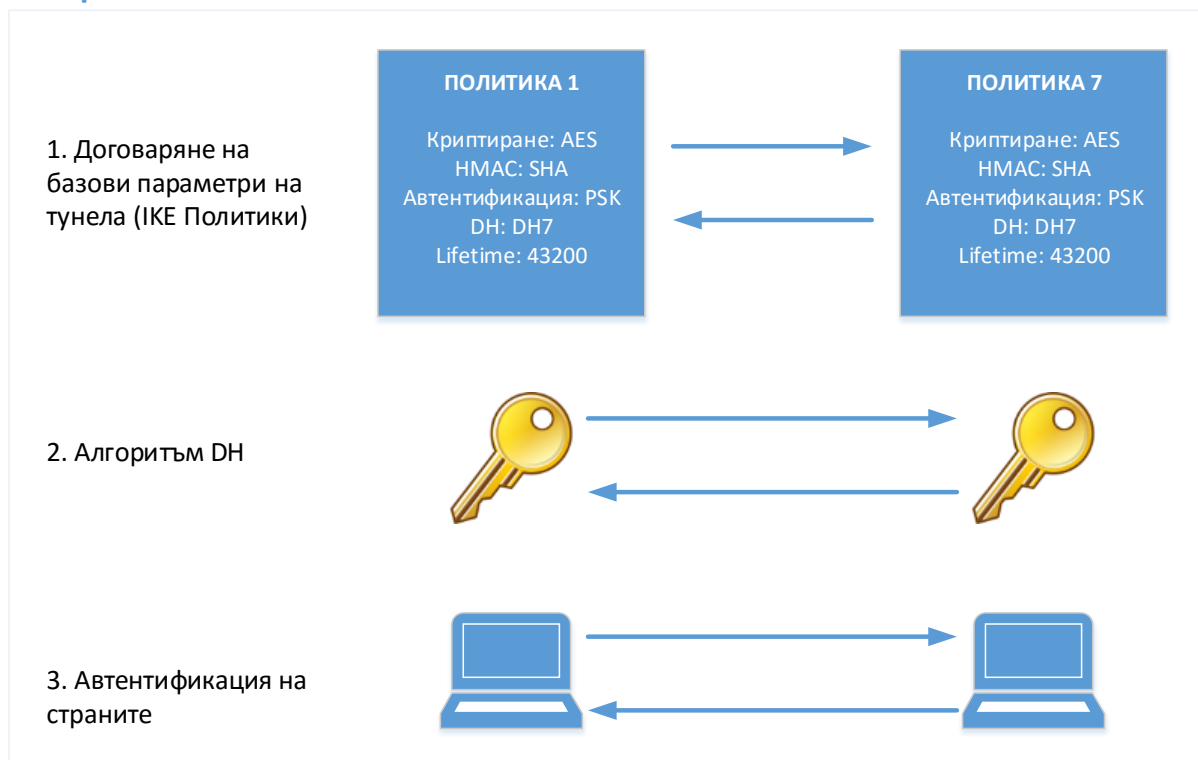 1. Договаряне на
базови параметри на
тунела (IKE Политики)
ПОЛИТИКА 1
Криптиране: AES
HMAC: SHA
Автентификация: PSK
DH: DH7
Lifetime: 43200
ПОЛИТИКА 7
Криптиране: AES
HMAC: SHA
Автентификация: PSK
DH: DH7
Lifetime: 43200
2. Алгоритъм DH
3. Автентификация на
страните